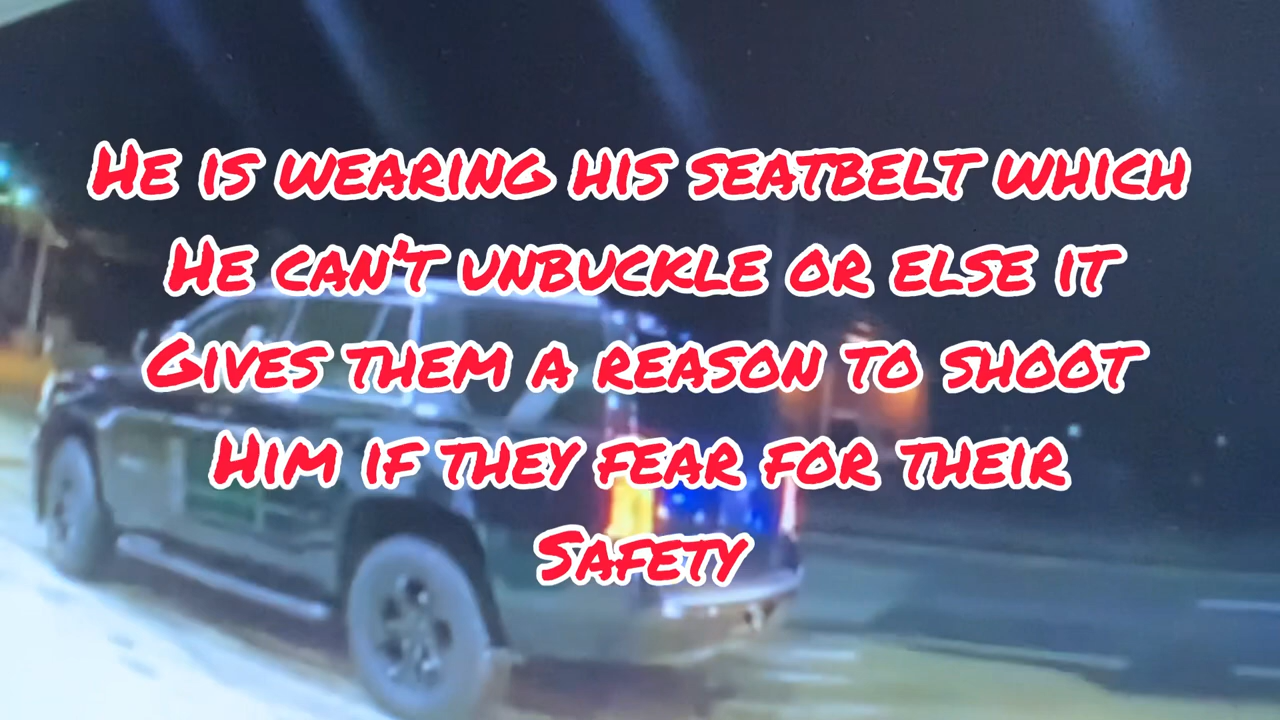 He is wearing his seatbelt which
He can't unbuckle or else it
Gives them a reason to shoot
Him if they fear for their
Safety